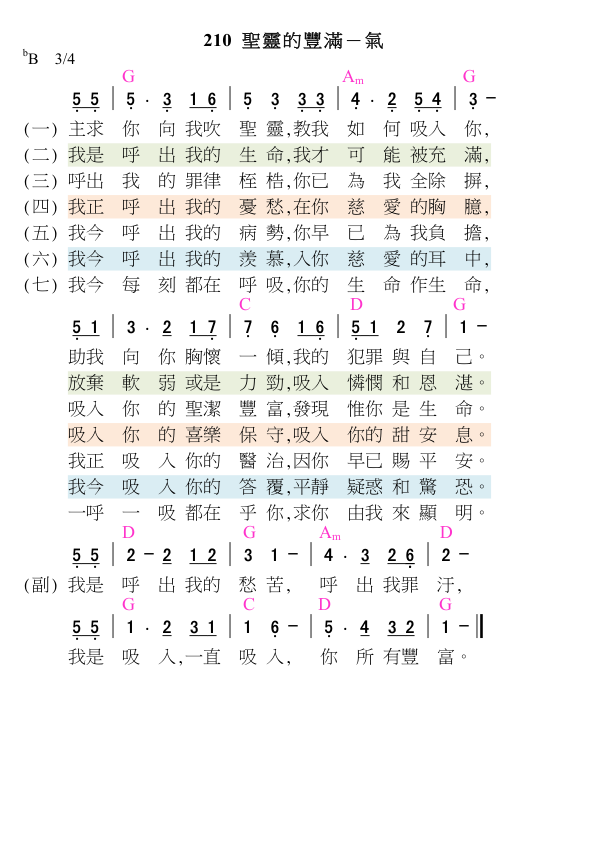 210 聖靈的豐滿－氣
bB 3/4
G Am G
5 5 | 5 · 3 1 6 | 5 3 3 3 | 4 · 2 5 4 | 3 －
(一) 主求 你 向 我吹 聖 靈,教我 如 何 吸入 你,
(二) 我是 呼 出 我的 生 命,我才 可 能 被充 滿,
(三) 呼出 我 的 罪律 桎 梏,你已 為 我 全除 摒,
(四) 我正 呼 出 我的 憂 愁,在你 慈 愛 的胸 臆,
(五) 我今 呼 出 我的 病 勢,你早 已 為 我負 擔,
(六) 我今 呼 出 我的 羨 慕,入你 慈 愛 的耳 中,
(七) 我今 每 刻 都在 呼 吸,你的 生 命 作生 命,
C D G
5 1 | 3 · 2 1 7 | 7 6 1 6 | 5 1 2 7 | 1 －
助我 向 你 胸懷 一 傾,我的 犯罪 與 自 己。
放棄 軟 弱 或是 力 勁,吸入 憐憫 和 恩 湛。
吸入 你 的 聖潔 豐 富,發現 惟你 是 生 命。
吸入 你 的 喜樂 保 守,吸入 你的 甜 安 息。
我正 吸 入 你的 醫 治,因你 早已 賜 平 安。
我今 吸 入 你的 答 覆,平靜 疑惑 和 驚 恐。
一呼 一 吸 都在 乎 你,求你 由我 來 顯 明。
D G Am D
5 5 | 2 － 2 1 2 | 3 1 － | 4 · 3 2 6 | 2 －
(副) 我是 呼 出 我的 愁 苦, 呼 出 我罪 汙,
G C D G
5 5 | 1 · 2 3 1 | 1 6 － | 5 · 4 3 2 | 1 － ‖
我是 吸 入,一直 吸 入, 你 所 有豐 富。